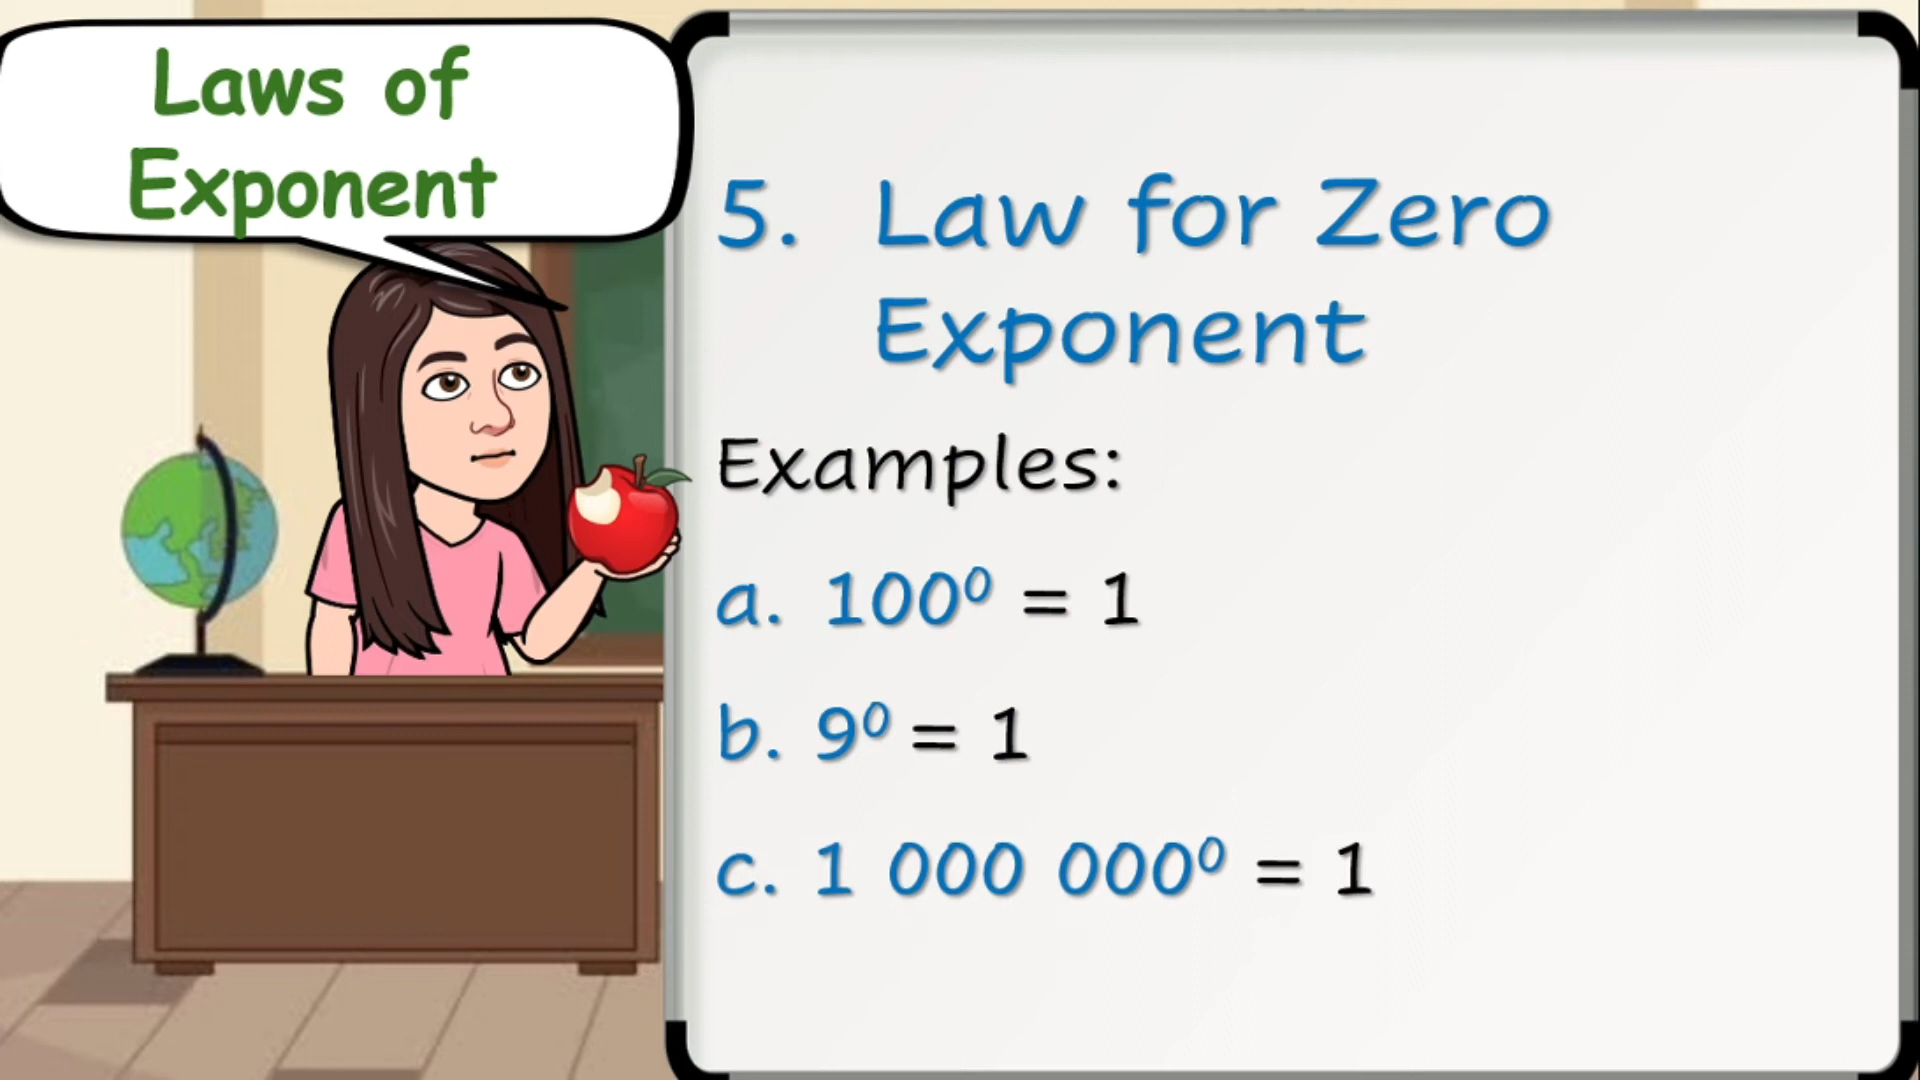 Laws of
Exponent
5. Law for Zero
Exponent
Examples:
a. 100⁰ = 1
b. 9⁰ = 1
c. 1 000 000⁰ = 1